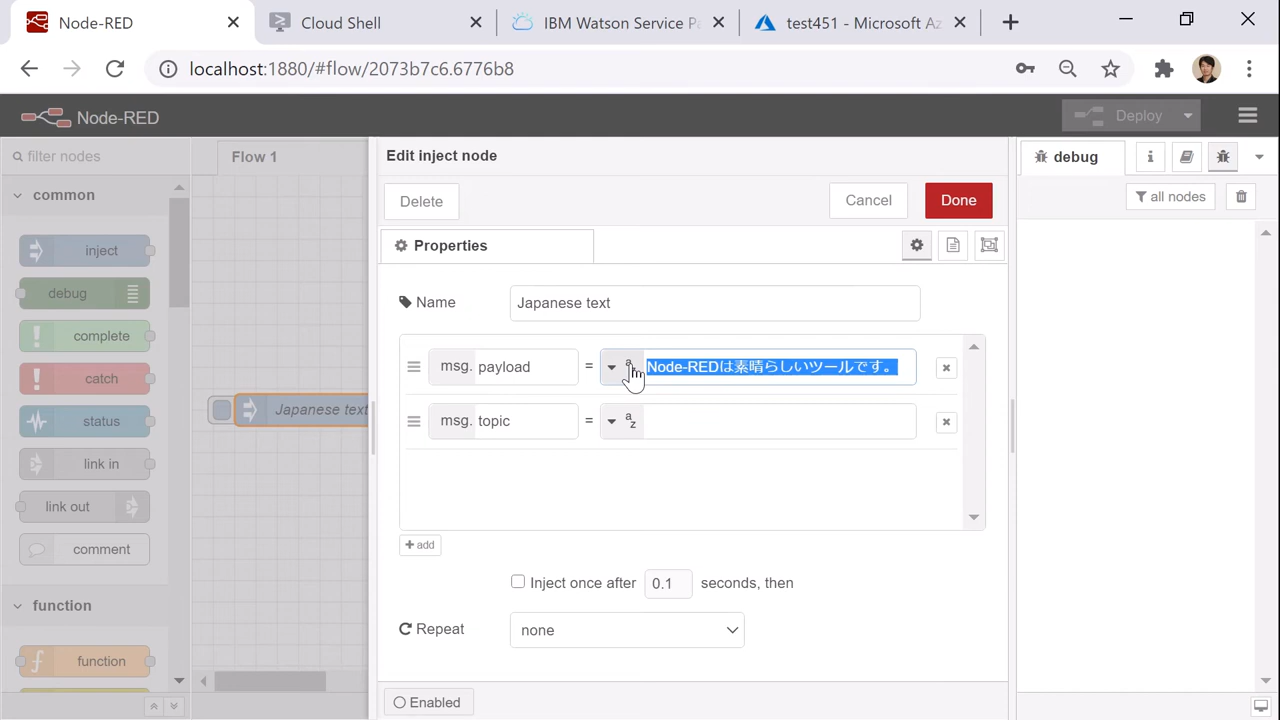 Node-RED
Cloud Shell
IBM Watson Service Pa
test451 - Microsoft Az
localhost:1880/#flow/2073b7c6.6776b8
Node-RED
Deploy
filter nodes
Flow 1
Edit inject node
debug
i
common
Delete
Cancel
Done
all nodes
inject
Properties
debug
Name
Japanese text
complete
msg. payload
=
Node-REDは素晴らしいツールです。
catch
Japanese text
msg. topic
=
az
status
link in
link out
comment
add
Inject once after
0.1
seconds, then
function
Repeat
none
function
Enabled